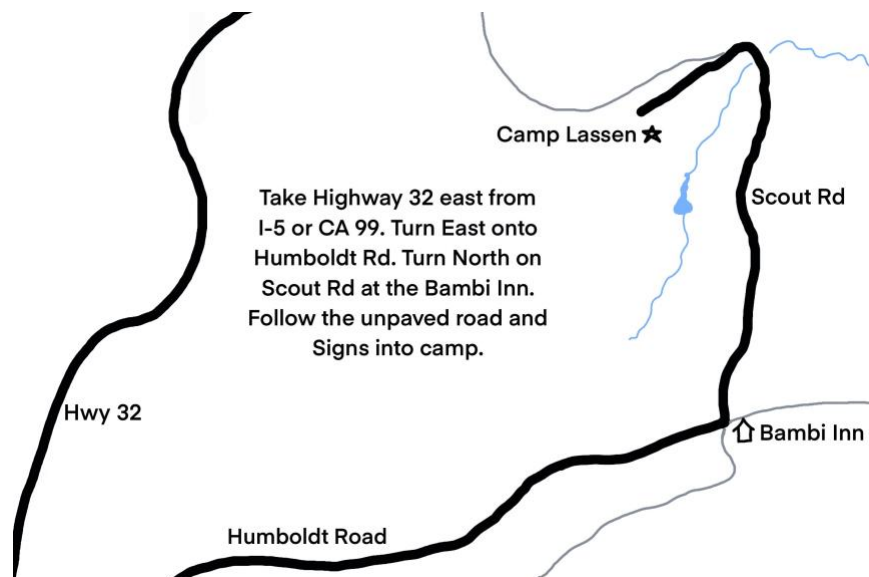 Camp Lassen
Scout Rd
Take Highway 32 east from
I-5 or CA 99. Turn East onto
Humboldt Rd. Turn North on
Scout Rd at the Bambi Inn.
Follow the unpaved road and
Signs into camp.
Hwy 32
Bambi Inn
Humboldt Road